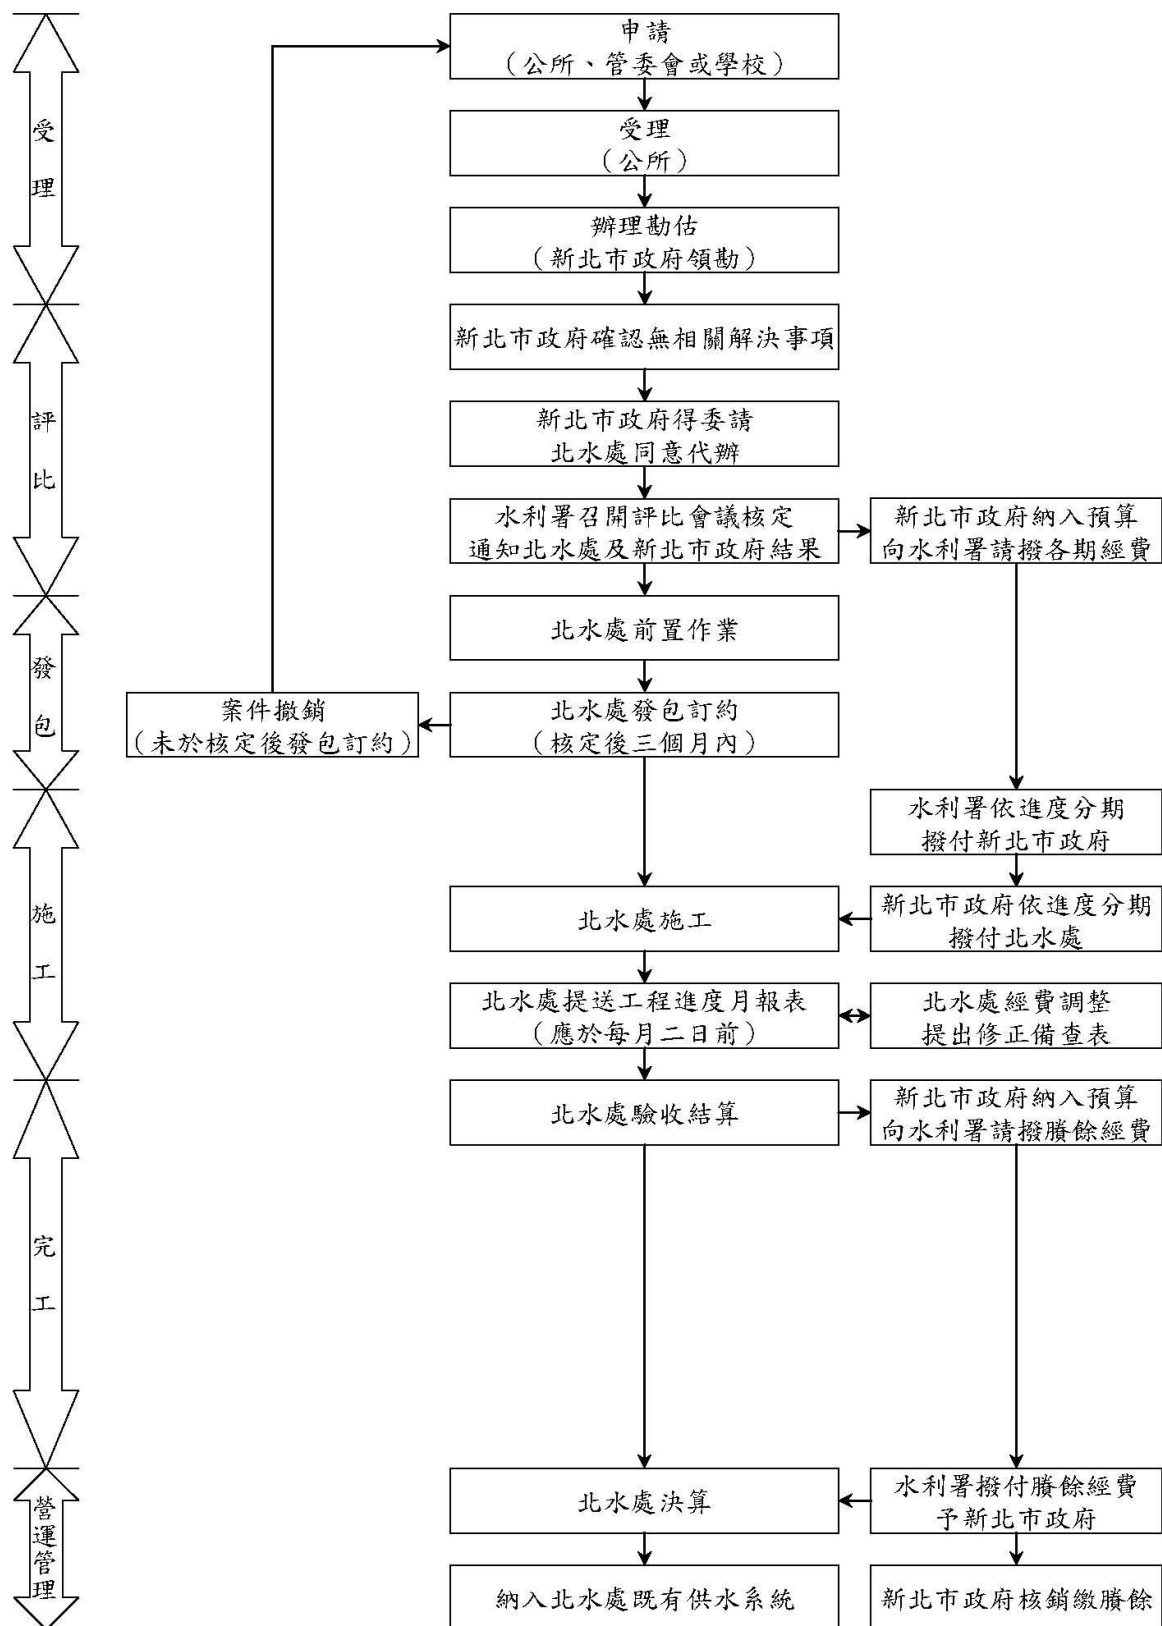 受
理
評
比
發
包
施
工
完
工
營
運
管
理
申請
（公所、管委會或學校）
受理
（公所）
辦理勘估
（新北市政府領勘）
新北市政府確認無相關解決事項
新北市政府得委請
北水處同意代辦
水利署召開評比會議核定
通知北水處及新北市政府結果
新北市政府納入預算
向水利署請撥各期經費
北水處前置作業
案件撤銷
（未於核定後發包訂約）
北水處發包訂約
（核定後三個月內）
水利署依進度分期
撥付新北市政府
北水處施工
新北市政府依進度分期
撥付北水處
北水處提送工程進度月報表
（應於每月二日前）
北水處經費調整
提出修正備查表
北水處驗收結算
新北市政府納入預算
向水利署請撥賸餘經費
北水處決算
水利署撥付賸餘經費
予新北市政府
納入北水處既有供水系統
新北市政府核銷繳賸餘